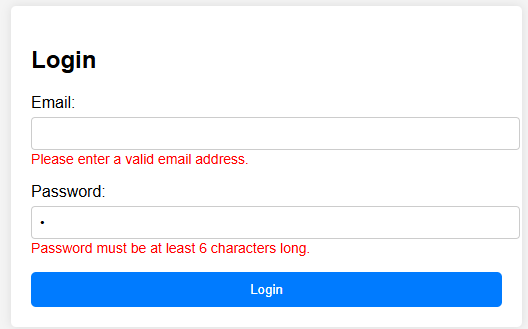 Login
Email:
Please enter a valid email address.
Password:
•
Password must be at least 6 characters long.
Login